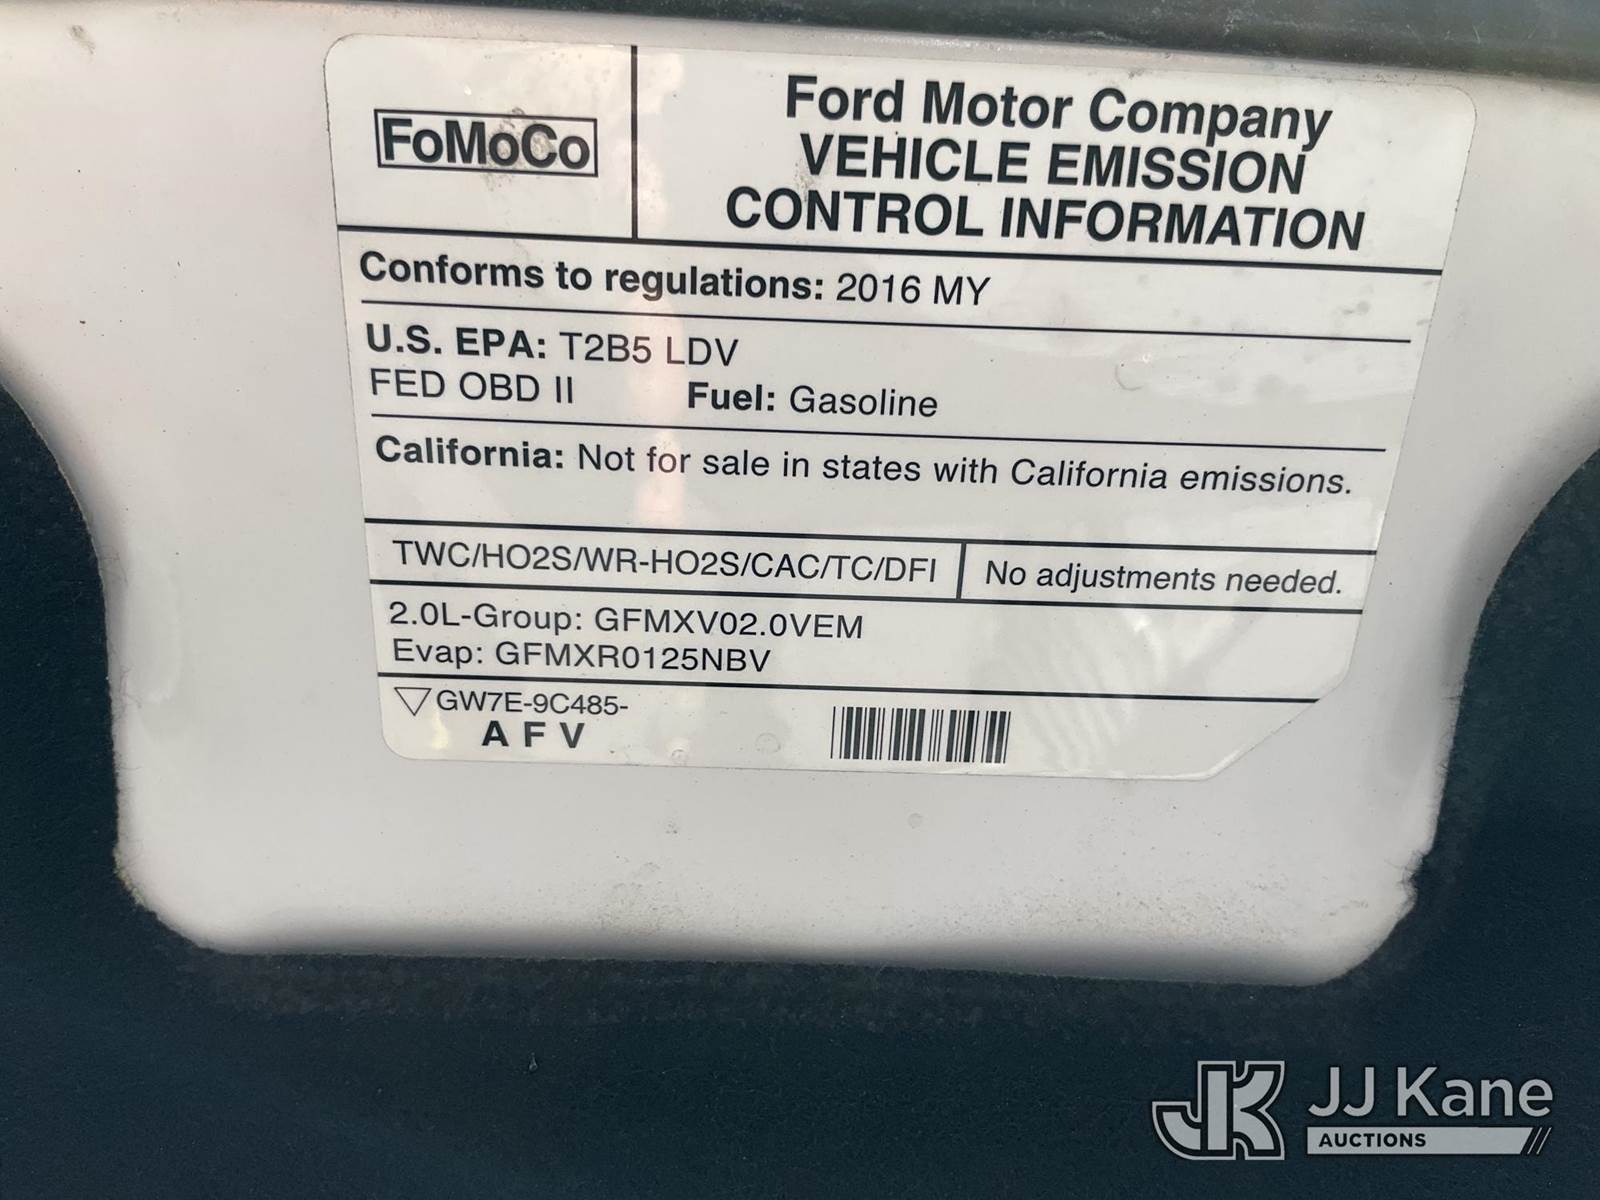 FoMoCo
Ford Motor Company
VEHICLE EMISSION
CONTROL INFORMATION
Conforms to regulations: 2016 MY
U.S. EPA: T2B5 LDV
FED OBD II Fuel: Gasoline
California: Not for sale in states with California emissions.
TWC/HO2S/WR-HO2S/CAC/TC/DFI No adjustments needed.
2.0L-Group: GFMXV02.0VEM
Evap: GFMXR0125NBV
GW7E-9C485-
A F V
JK JJ Kane
AUCTIONS